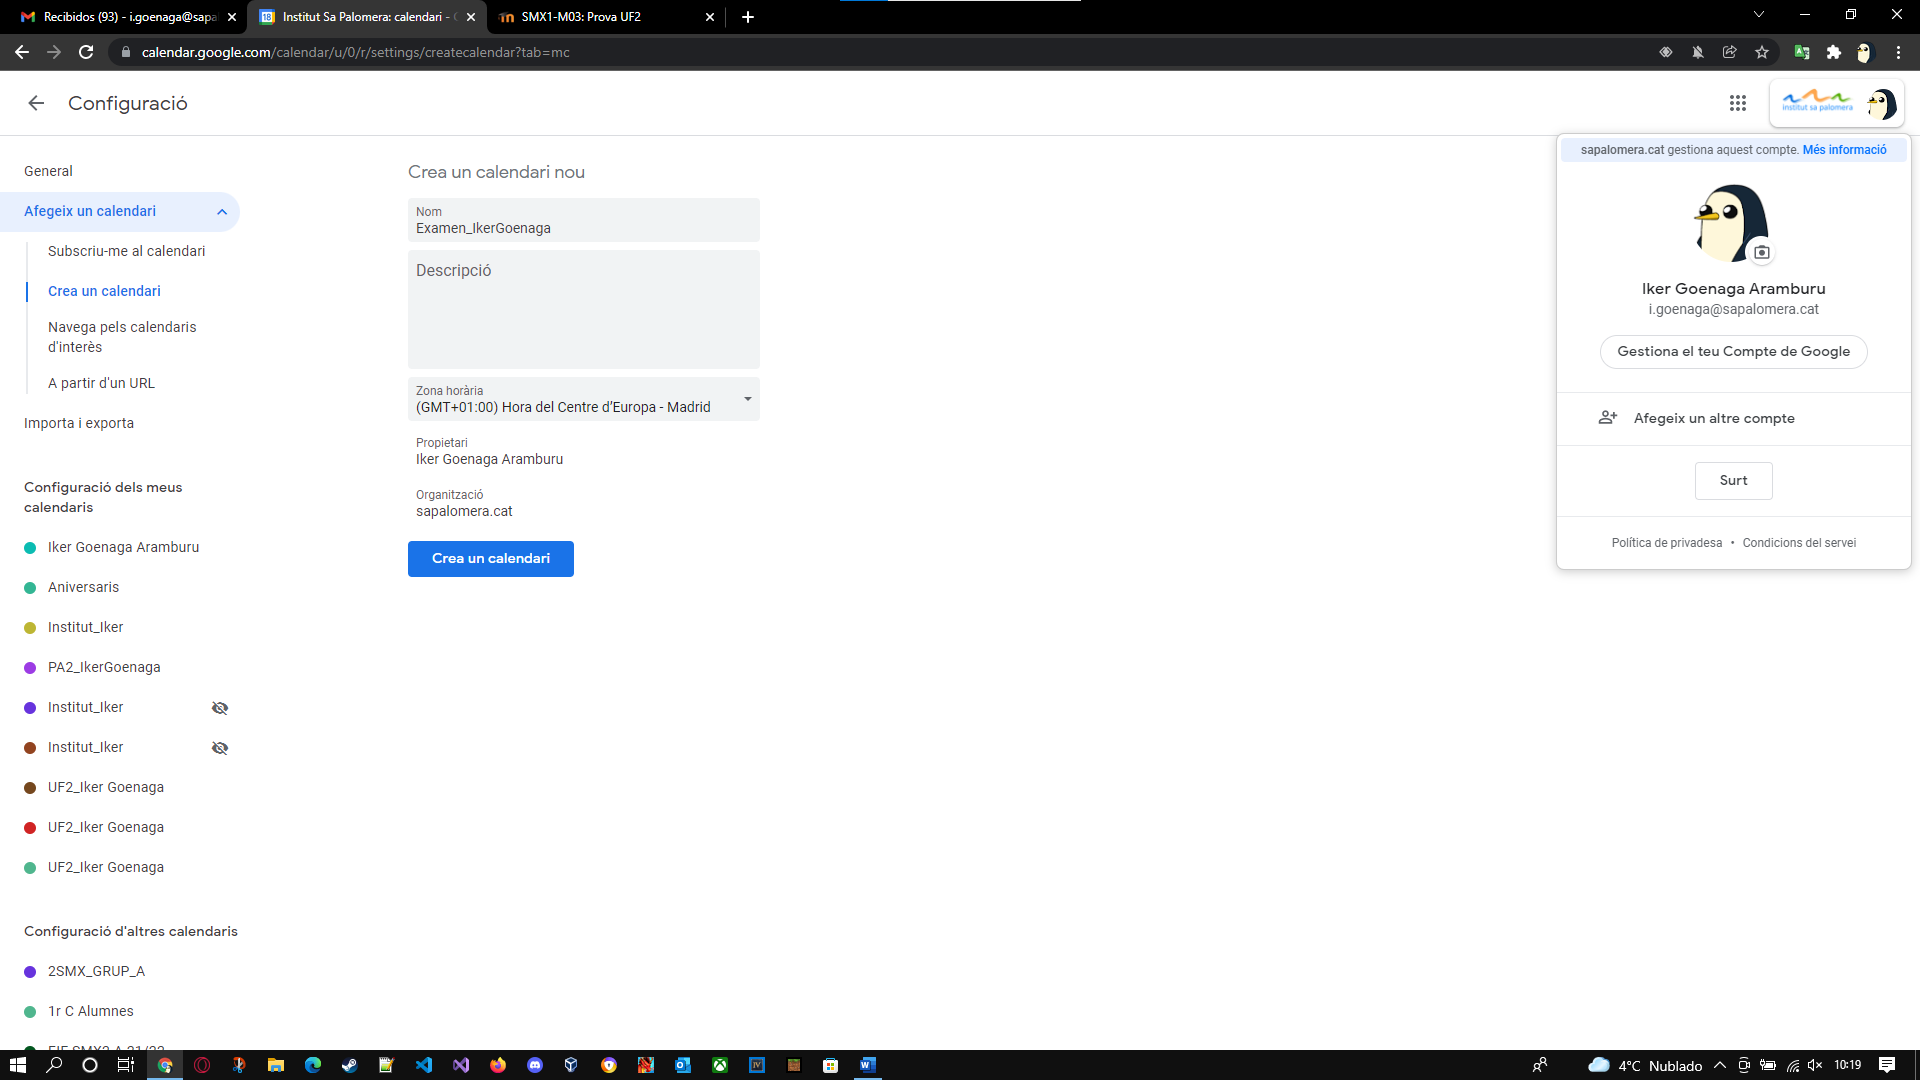 Recibidos (93) - i.goenaga@sapa
Institut Sa Palomera: calendari - C
SMX1-M03: Prova UF2
calendar.google.com/calendar/u/0/r/settings/createcalendar?tab=mc
Configuració
institut sa palomera
General
Afegeix un calendari
Subscriu-me al calendari
Crea un calendari
Navega pels calendaris
d'interès
A partir d'un URL
Importa i exporta
Configuració dels meus
calendaris
Iker Goenaga Aramburu
Aniversaris
Institut_Iker
PA2_IkerGoenaga
Institut_Iker
Institut_Iker
UF2_Iker Goenaga
UF2_Iker Goenaga
UF2_Iker Goenaga
Configuració d'altres calendaris
2SMX_GRUP_A
1r C Alumnes
Crea un calendari nou
Nom
Examen_IkerGoenaga
Descripció
Zona horària
(GMT+01:00) Hora del Centre d'Europa - Madrid
Propietari
Iker Goenaga Aramburu
Organització
sapalomera.cat
Crea un calendari
sapalomera.cat gestiona aquest compte. Més informació
Iker Goenaga Aramburu
i.goenaga@sapalomera.cat
Gestiona el teu Compte de Google
Afegeix un altre compte
Surt
Política de privadesa • Condicions del servei
4°C Nublado
10:19